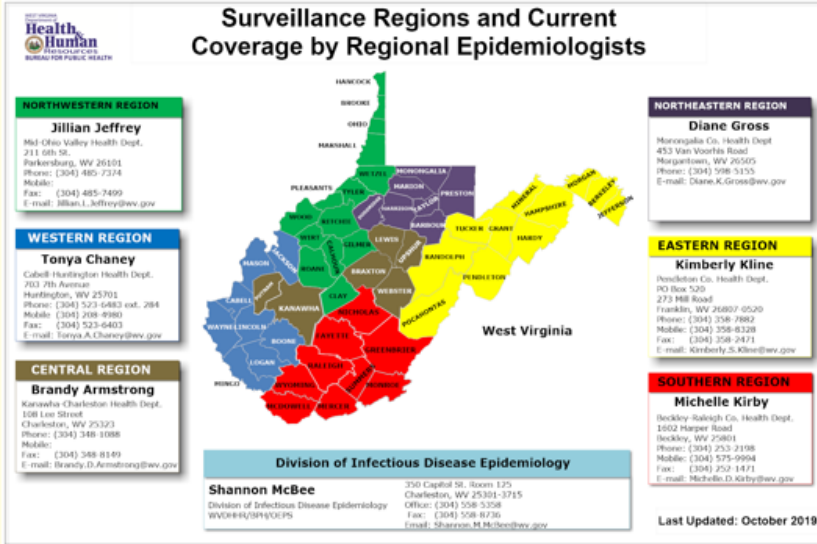 WEST VIRGINIA
Department of
Health
Human
Resources
BUREAU FOR PUBLIC HEALTH
Surveillance Regions and Current
Coverage by Regional Epidemiologists
NORTHWESTERN REGION
Jillian Jeffrey
Mid-Ohio Valley Health Dept.
211 6th St.
Parkersburg, WV 26101
Phone: (304) 485-7374
Mobile:
Fax: (304) 485-7499
E-mail: Jillian.L.Jeffrey@wv.gov
WESTERN REGION
Tonya Chaney
Cabell-Huntington Health Dept.
703 7th Avenue
Huntington, WV 25701
Phone: (304) 523-6483 ext. 284
Mobile (304) 208-4980
Fax: (304) 523-6403
E-mail: Tonya.A.Chaney@wv.gov
CENTRAL REGION
Brandy Armstrong
Kanawha-Charleston Health Dept.
108 Lee Street
Charleston, WV 25323
Phone: (304) 348-1088
Mobile:
Fax: (304) 348-8149
E-mail: Brandy.D.Armstrong@wv.gov
HANCOCK
BROOKE
OHIO
MARSHALL
WETZEL
MONONGALIA
MARION
PRESTON
PLEASANTS
TYLER
HARRISON
TAYLOR
BARBOUR
WOOD
RITCHIE
WIRT
GILMER
CALHOUN
ROANE
CLAY
LEWIS
UPSHUR
BRAXTON
WEBSTER
MASON
JACKSON
PUTNAM
KANAWHA
CABELL
WAYNE
LINCOLN
BOONE
LOGAN
MINGO
TUCKER
GRANT
MINERAL
HAMPSHIRE
MORGAN
BERKELEY
JEFFERSON
HARDY
RANDOLPH
PENDLETON
POCAHONTAS
NICHOLAS
FAYETTE
GREENBRIER
RALEIGH
SUMMERS
MONROE
WYOMING
MCDOWELL
MERCER
West Virginia
NORTHEASTERN REGION
Diane Gross
Monongalia Co. Health Dept
453 Van Voorhis Road
Morgantown, WV 26505
Phone: (304) 598-5155
E-mail: Diane.K.Gross@wv.gov
EASTERN REGION
Kimberly Kline
Pendleton Co. Health Dept.
PO Box 520
273 Mill Road
Franklin, WV 26807-0520
Phone: (304) 358-7882
Mobile: (304) 358-8328
Fax: (304) 358-2471
E-mail: Kimberly.S.Kline@wv.gov
SOUTHERN REGION
Michelle Kirby
Beckley-Raleigh Co. Health Dept.
1602 Harper Road
Beckley, WV 25801
Phone: (304) 253-2198
Mobile: (304) 575-9994
Fax: (304) 252-1471
E-mail: Michelle.D.Kirby@wv.gov
Division of Infectious Disease Epidemiology
Shannon McBee
Division of Infectious Disease Epidemiology
WVDHHR/BPH/OEPS
350 Capitol St. Room 125
Charleston, WV 25301-3715
Office: (304) 558-5358
Fax: (304) 558-8736
Email: Shannon.M.McBee@wv.gov
Last Updated: October 2019